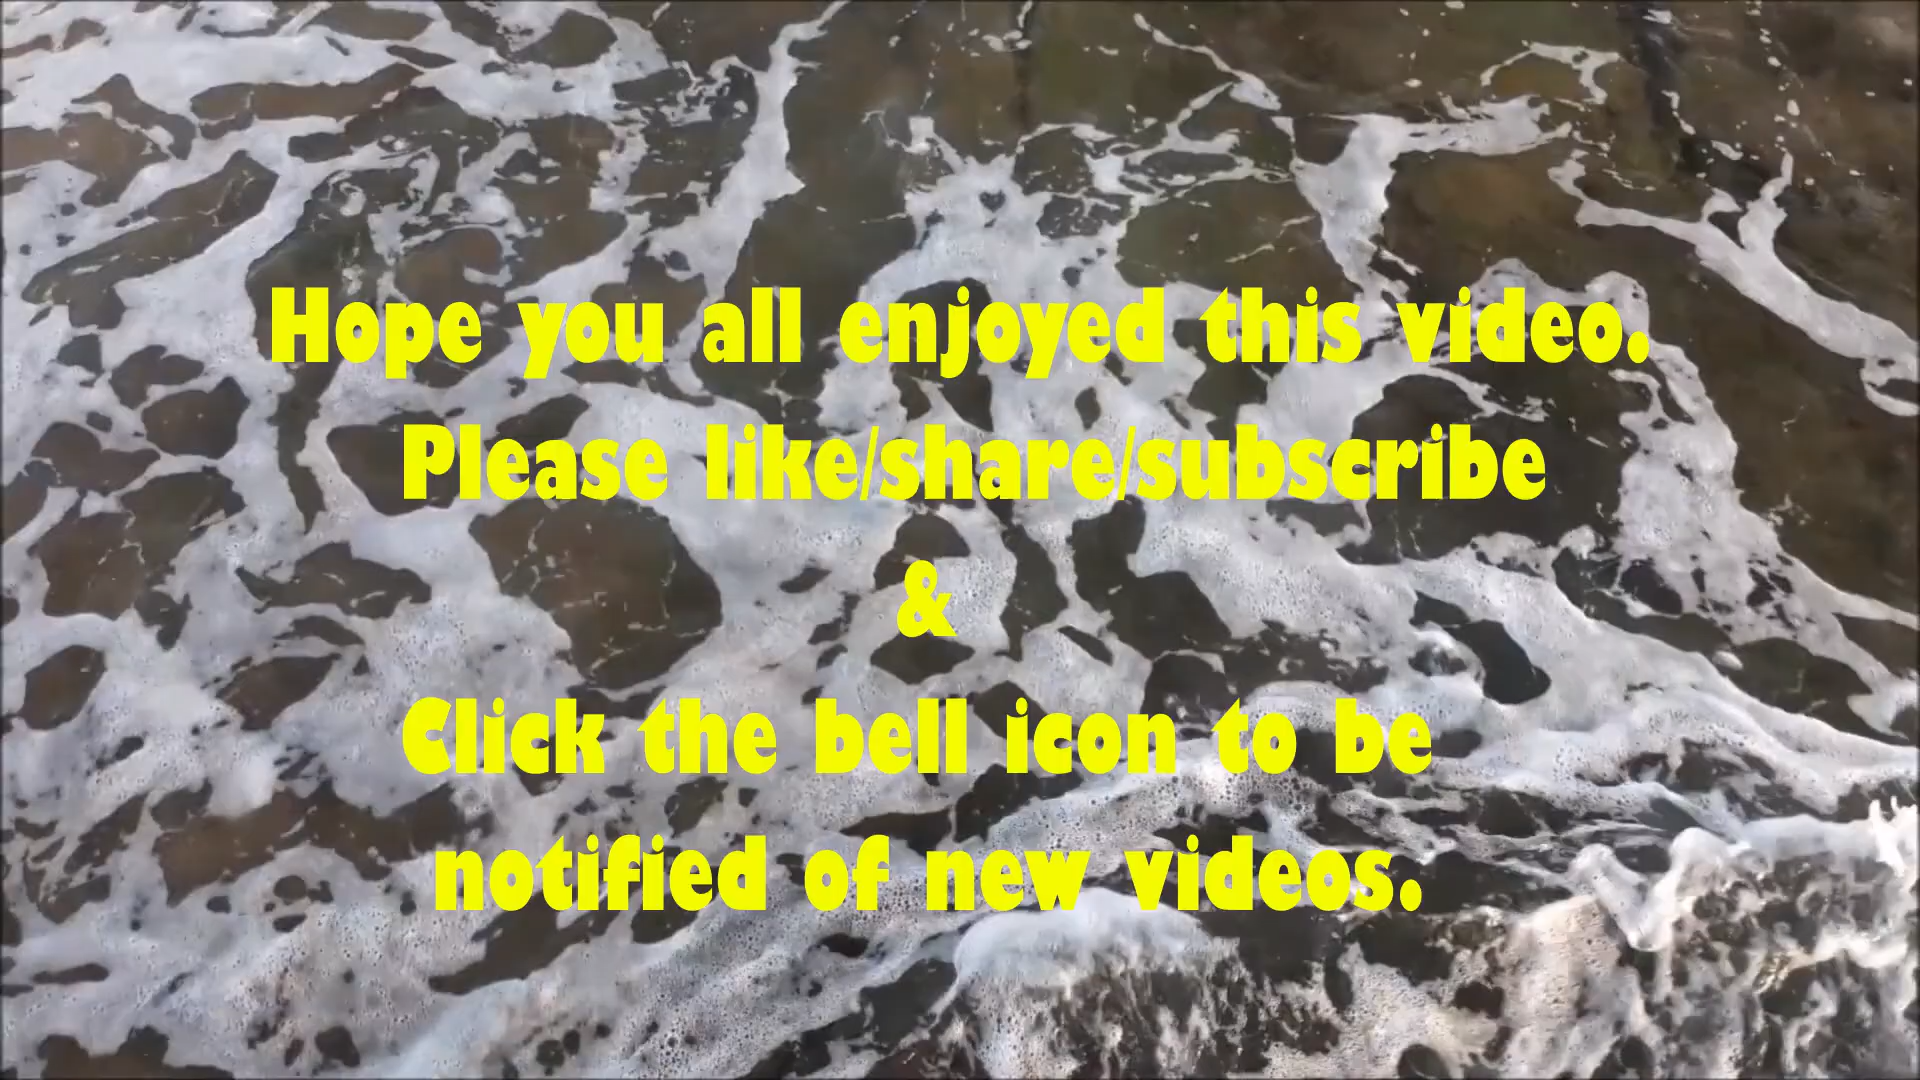 Hope you all enjoyed this video.
Please like/share/subscribe
&
Click the bell icon to be
notified of new videos.